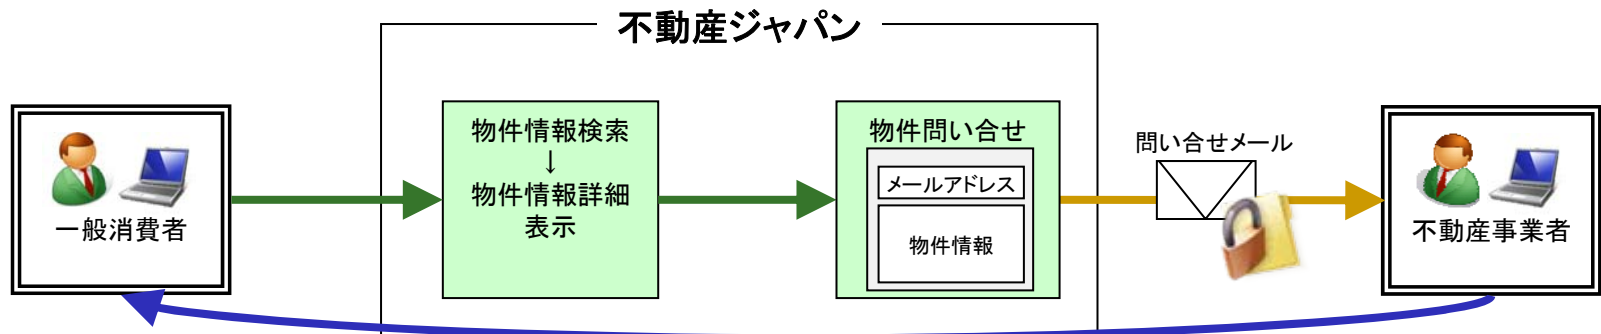 不動産ジャパン
一般消費者
物件情報検索
↓
物件情報詳細
表示
物件問い合せ
メールアドレス
物件情報
問い合せメール
不動産事業者